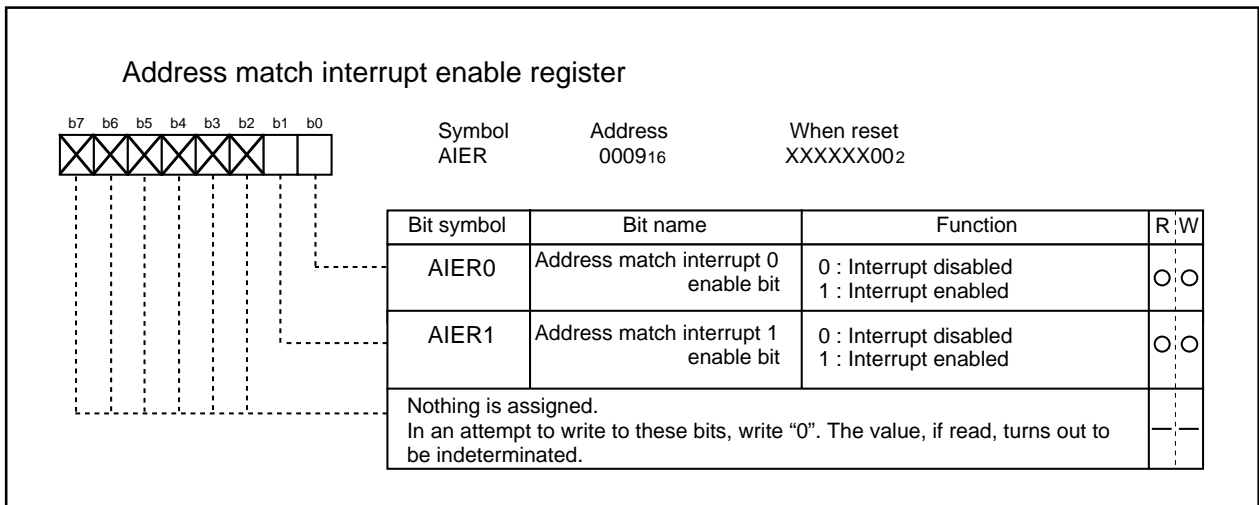 Address match interrupt enable register
b7 b6 b5 b4 b3 b2 b1 b0
Symbol Address When reset
AIER 000916 XXXXXX002
Bit symbol Bit name Function R W
AIER0 Address match interrupt 0 enable bit 0 : Interrupt disabled
1 : Interrupt enabled
AIER1 Address match interrupt 1 enable bit 0 : Interrupt disabled
1 : Interrupt enabled
Nothing is assigned.
In an attempt to write to these bits, write “0”. The value, if read, turns out to
be indeterminated.